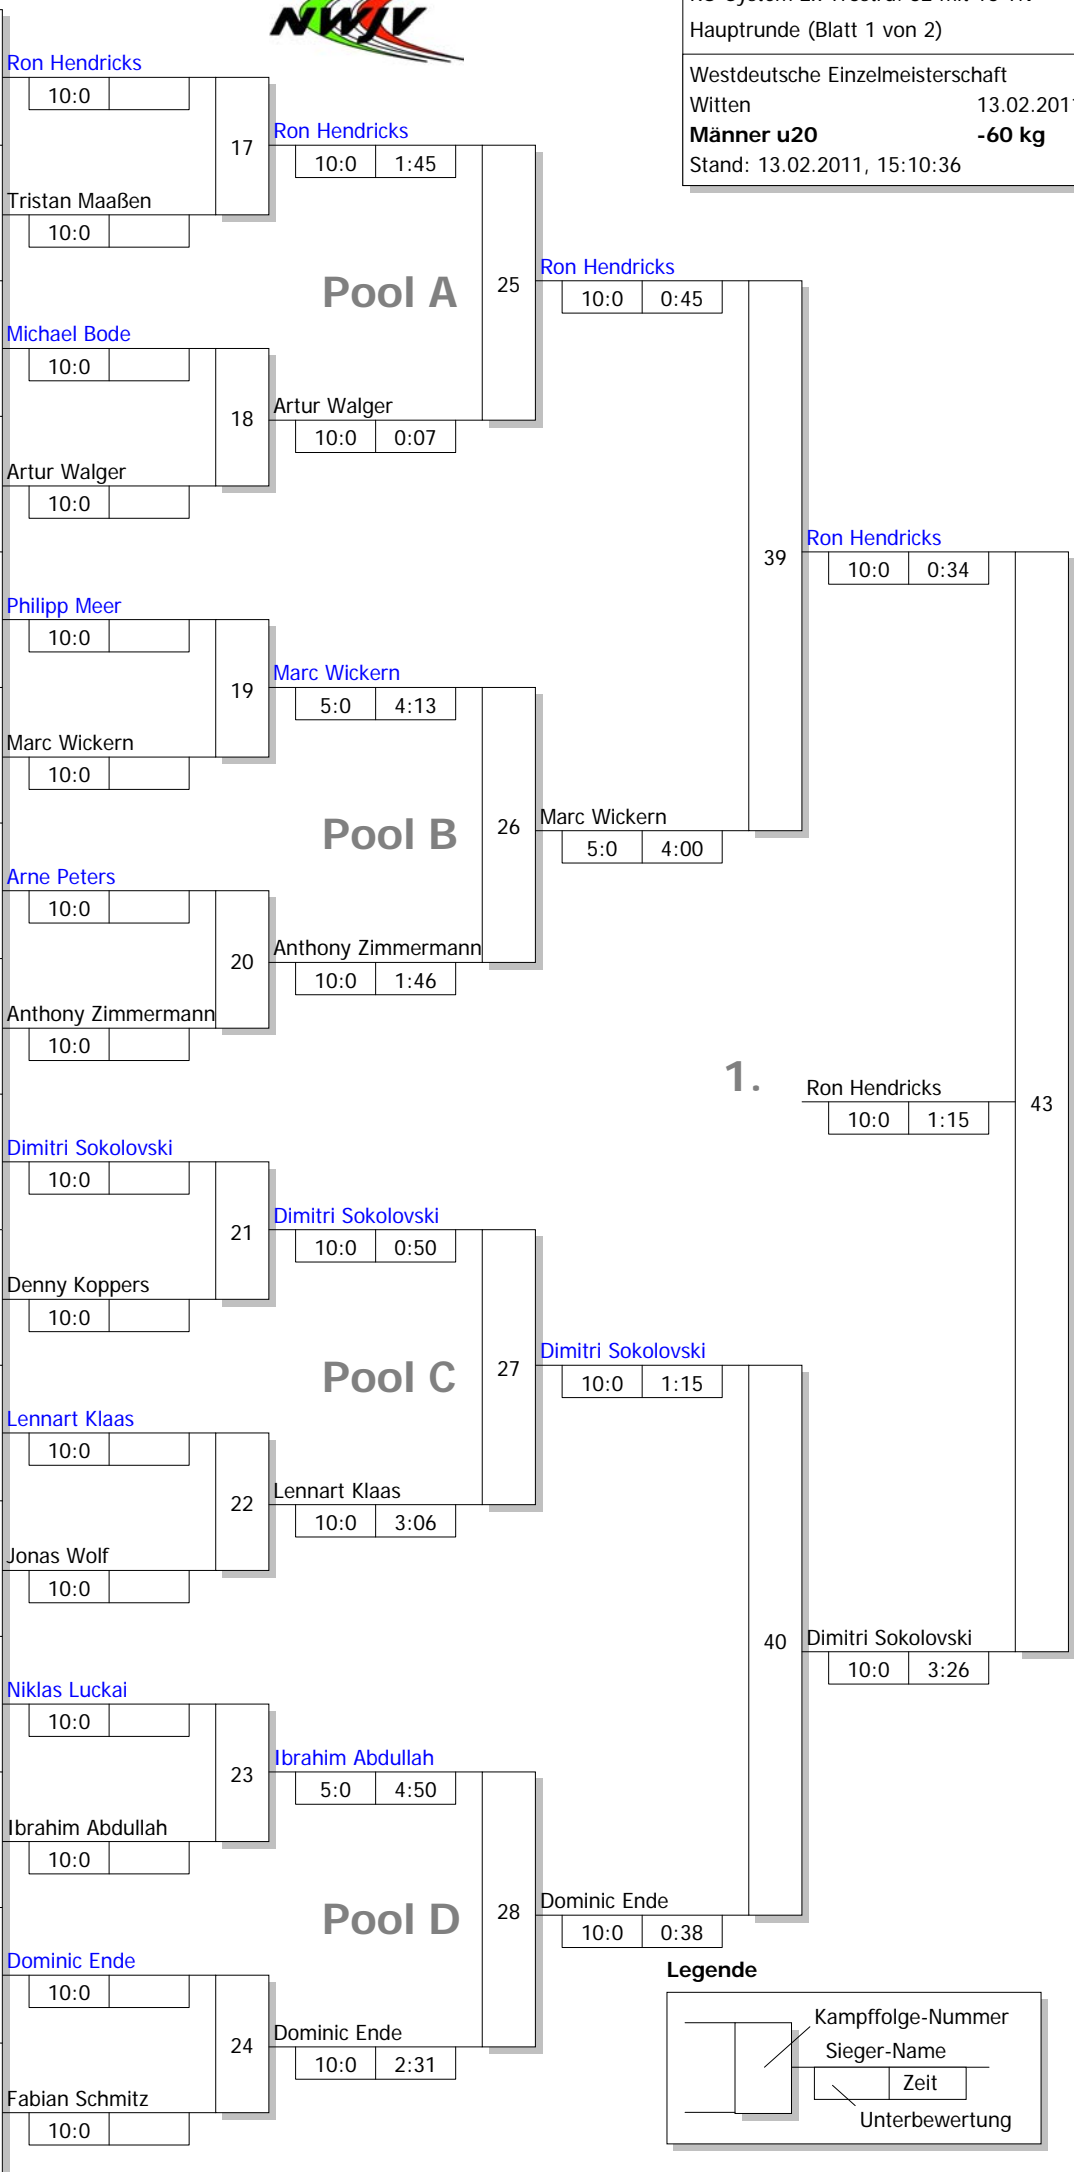 NWJV
Hauptrunde (Blatt 1 von 2)
Westdeutsche Einzelmeisterschaft
Witten 13.02.2011
Männer u20 -60 kg
Stand: 13.02.2011, 15:10:36
Ron Hendricks
10:0
17
Ron Hendricks
10:0 1:45
Tristan Maaßen
10:0
Pool A
25
Ron Hendricks
10:0 0:45
Michael Bode
10:0
18
Artur Walger
10:0 0:07
Artur Walger
10:0
39
Ron Hendricks
10:0 0:34
Philipp Meer
10:0
19
Marc Wickern
5:0 4:13
Marc Wickern
10:0
Pool B
26
Marc Wickern
5:0 4:00
Arne Peters
10:0
20
Anthony Zimmermann
10:0 1:46
Anthony Zimmermann
10:0
1.
Ron Hendricks
10:0 1:15
43
Dimitri Sokolovski
10:0
21
Dimitri Sokolovski
10:0 0:50
Denny Koppers
10:0
Pool C
27
Dimitri Sokolovski
10:0 1:15
Lennart Klaas
10:0
22
Lennart Klaas
10:0 3:06
Jonas Wolf
10:0
40
Dimitri Sokolovski
10:0 3:26
Niklas Luckai
10:0
23
Ibrahim Abdullah
5:0 4:50
Ibrahim Abdullah
10:0
Pool D
28
Dominic Ende
10:0 0:38
Dominic Ende
10:0
24
Dominic Ende
10:0 2:31
Fabian Schmitz
10:0
Legende
Kampffolge-Nummer
Sieger-Name
Zeit
Unterbewertung